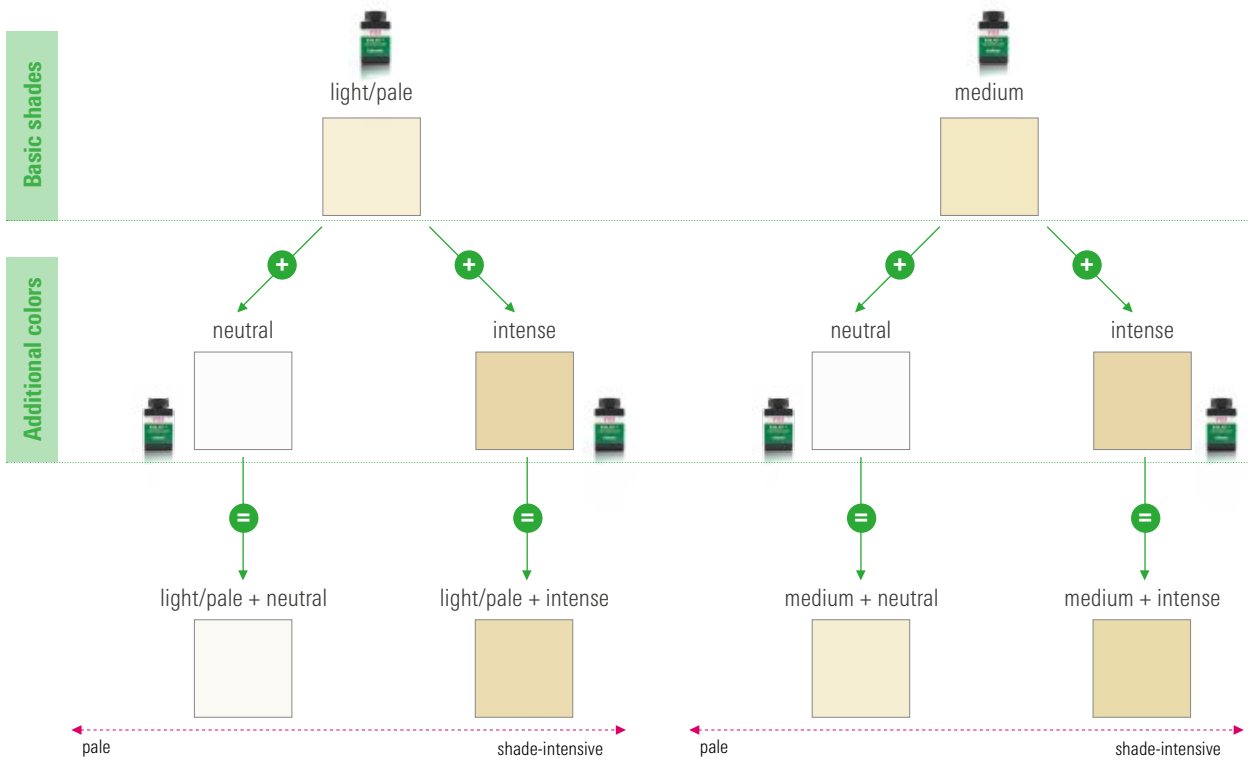 Basic shades
light/pale
medium
+
+
+
+
Additional colors
neutral
intense
neutral
intense
=
=
=
=
light/pale + neutral
light/pale + intense
medium + neutral
medium + intense
pale
shade-intensive
pale
shade-intensive